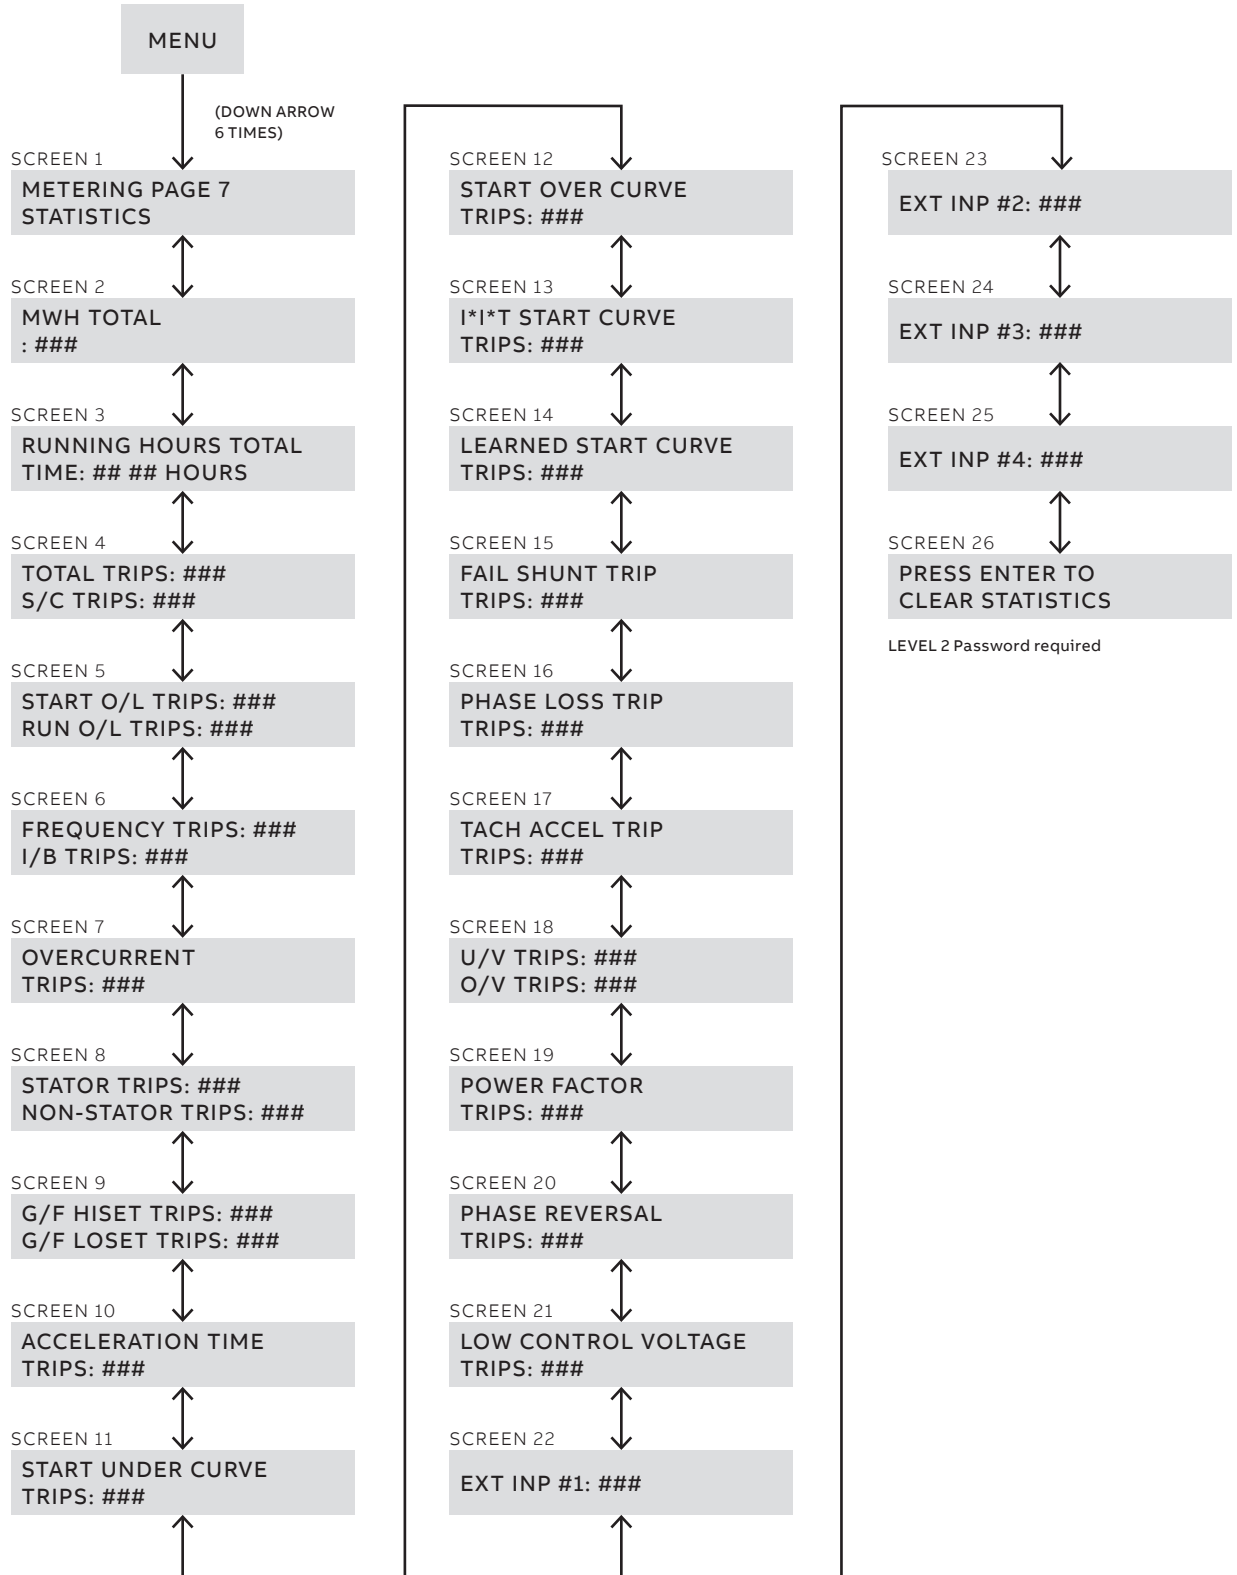 MENU
(DOWN ARROW
6 TIMES)
SCREEN 1
METERING PAGE 7
STATISTICS
SCREEN 2
MWH TOTAL
: ###
SCREEN 3
RUNNING HOURS TOTAL
TIME: ## ## HOURS
SCREEN 4
TOTAL TRIPS: ###
S/C TRIPS: ###
SCREEN 5
START O/L TRIPS: ###
RUN O/L TRIPS: ###
SCREEN 6
FREQUENCY TRIPS: ###
I/B TRIPS: ###
SCREEN 7
OVERCURRENT
TRIPS: ###
SCREEN 8
STATOR TRIPS: ###
NON-STATOR TRIPS: ###
SCREEN 9
G/F HISET TRIPS: ###
G/F LOSET TRIPS: ###
SCREEN 10
ACCELERATION TIME
TRIPS: ###
SCREEN 11
START UNDER CURVE
TRIPS: ###
SCREEN 12
START OVER CURVE
TRIPS: ###
SCREEN 13
I*I*T START CURVE
TRIPS: ###
SCREEN 14
LEARNED START CURVE
TRIPS: ###
SCREEN 15
FAIL SHUNT TRIP
TRIPS: ###
SCREEN 16
PHASE LOSS TRIP
TRIPS: ###
SCREEN 17
TACH ACCEL TRIP
TRIPS: ###
SCREEN 18
U/V TRIPS: ###
O/V TRIPS: ###
SCREEN 19
POWER FACTOR
TRIPS: ###
SCREEN 20
PHASE REVERSAL
TRIPS: ###
SCREEN 21
LOW CONTROL VOLTAGE
TRIPS: ###
SCREEN 22
EXT INP #1: ###
SCREEN 23
EXT INP #2: ###
SCREEN 24
EXT INP #3: ###
SCREEN 25
EXT INP #4: ###
SCREEN 26
PRESS ENTER TO
CLEAR STATISTICS
LEVEL 2 Password required